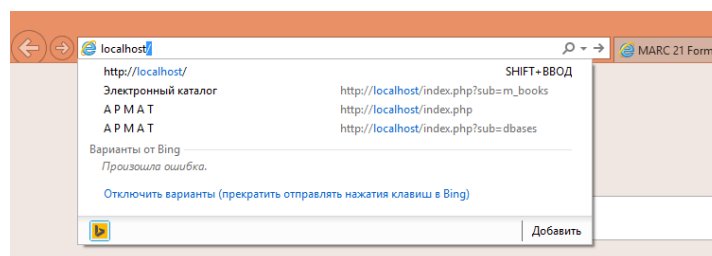 localhost/
MARC 21 Form
http://localhost/ SHIFT+ВВОД
Электронный каталог http://localhost/index.php?sub=m_books
А Р М А Т http://localhost/index.php
А Р М А Т http://localhost/index.php?sub=dbases
Варианты от Bing
Произошла ошибка.
Отключить варианты (прекратить отправлять нажатия клавиш в Bing)
Добавить